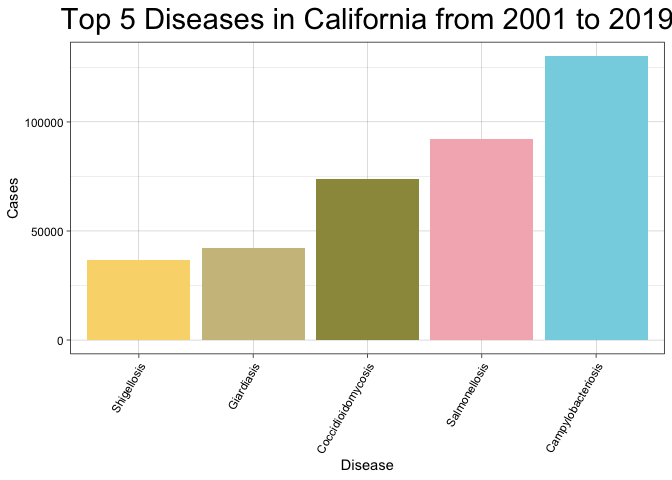 Top 5 Diseases in California from 2001 to 2019
Cases
100000
50000
0
Shigellosis
Giardiasis
Coccidioidomycosis
Salmonellosis
Campylobacteriosis
Disease